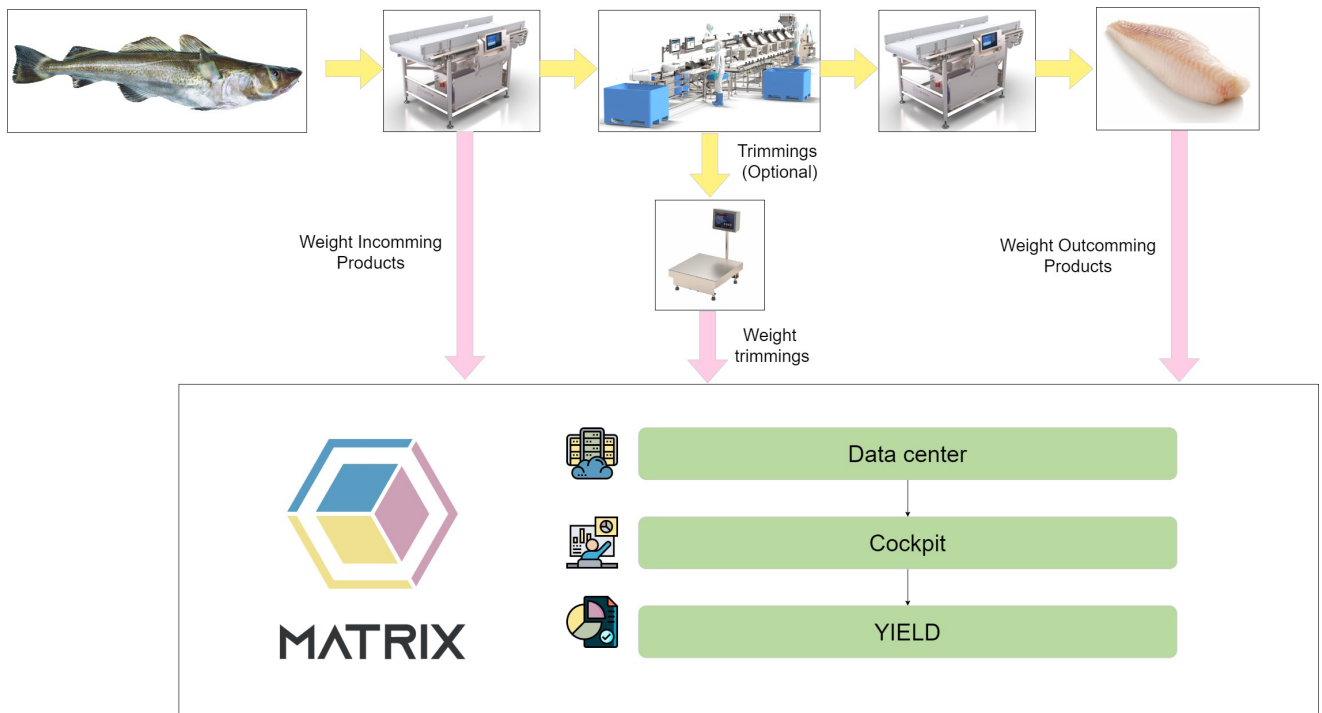 Trimmings
(Optional)
Weight Incomming
Products
Weight Outcomming
Products
Weight
trimmings
Data center
Cockpit
YIELD
MATRIX